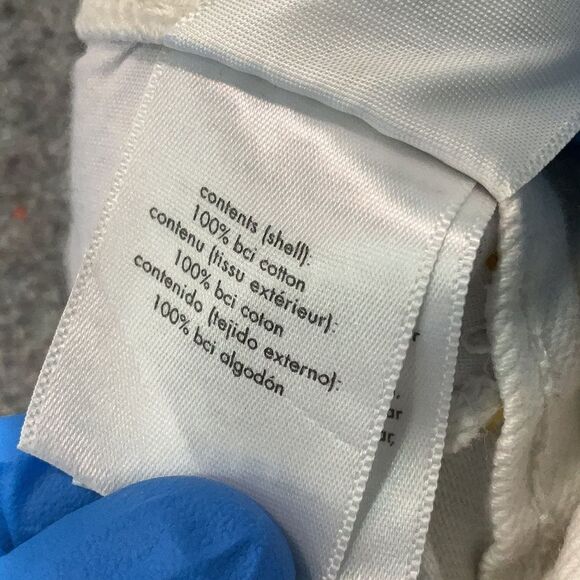 contents (shell):
100% bci cotton
contenu (tissu extérieur):
100% bci coton
contenido (tejido externo):
100% bci algodón